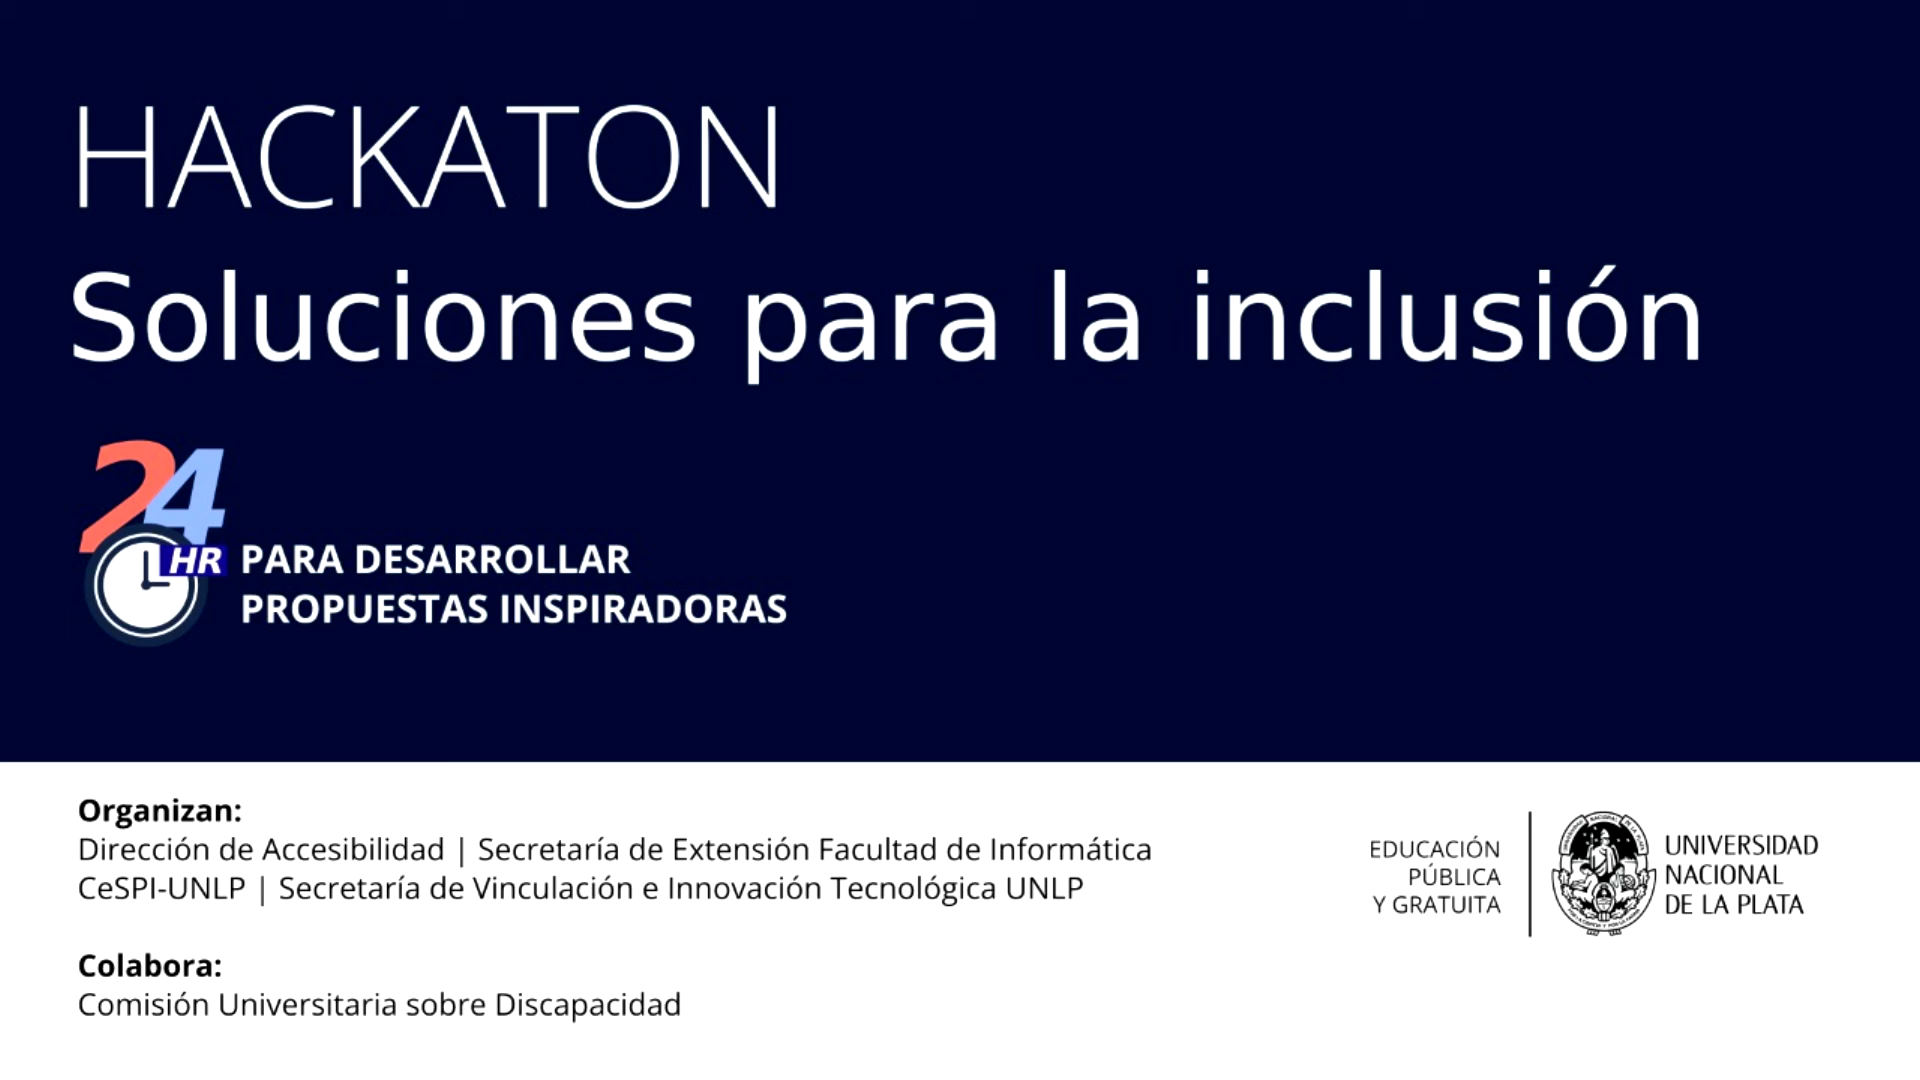 HACKATON
Soluciones para la inclusión
24
HR PARA DESARROLLAR
PROPUESTAS INSPIRADORAS
Organizan:
Dirección de Accesibilidad | Secretaría de Extensión Facultad de Informática
CeSPI-UNLP | Secretaría de Vinculación e Innovación Tecnológica UNLP
Colabora:
Comisión Universitaria sobre Discapacidad
EDUCACIÓN
PÚBLICA
Y GRATUITA
UNIVERSIDAD
NACIONAL
DE LA PLATA